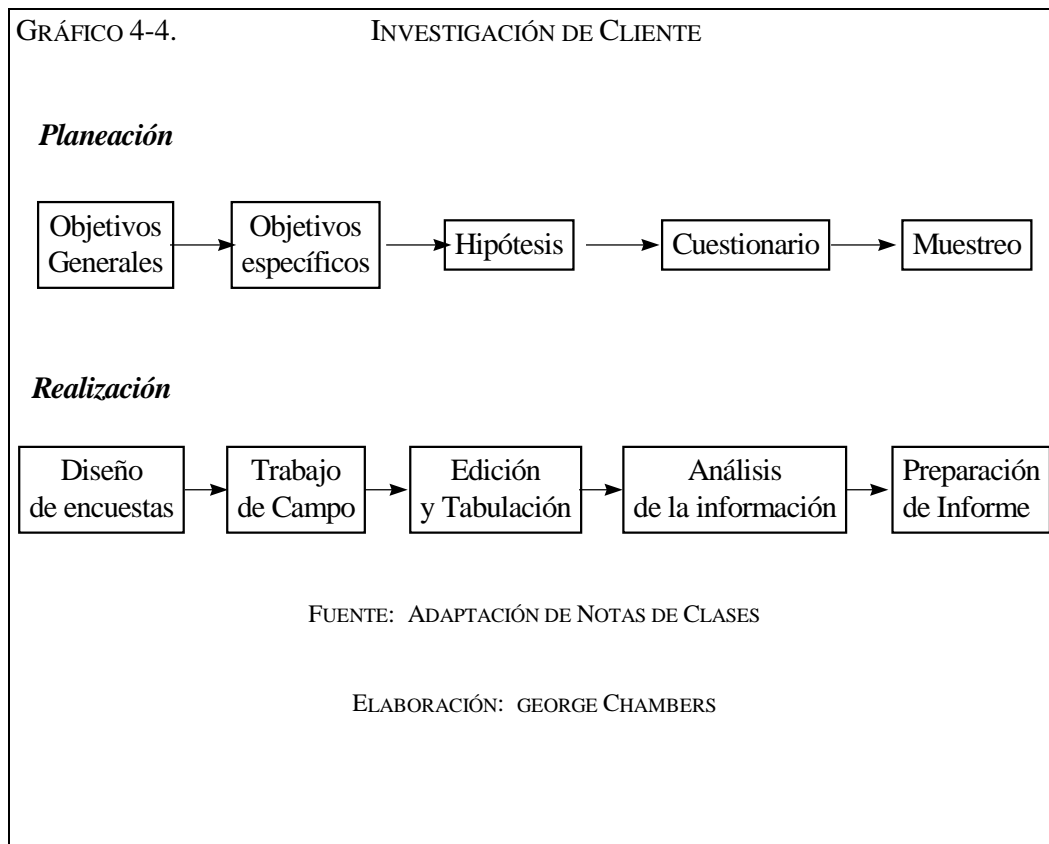 GRÁFICO 4-4. INVESTIGACIÓN DE CLIENTE
Planeación
Objetivos
Generales
Objetivos
específicos
Hipótesis
Cuestionario
Muestreo
Realización
Diseño
de encuestas
Trabajo
de Campo
Edición
y Tabulación
Análisis
de la información
Preparación
de Informe
FUENTE: ADAPTACIÓN DE NOTAS DE CLASES
ELABORACIÓN: GEORGE CHAMBERS